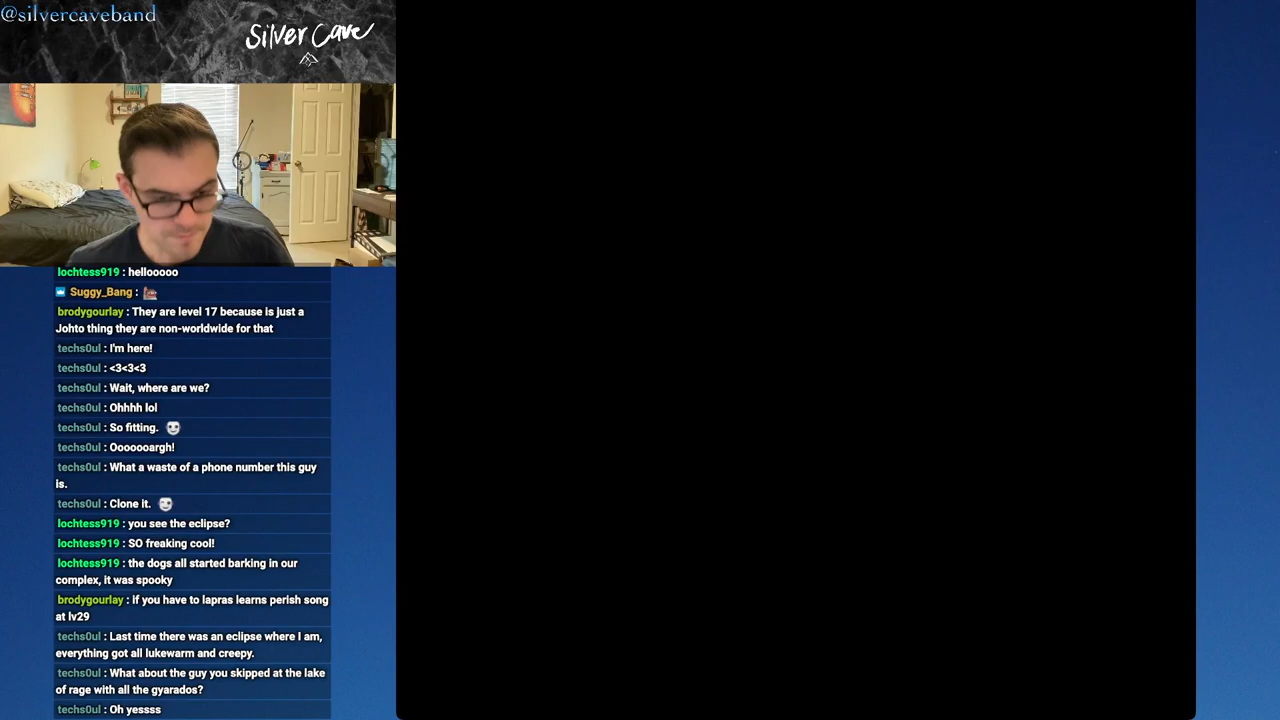 @silvercaveband
Silver Cave
lochtess919 : hellooooo
Suggy_Bang :
brodygourlay : They are level 17 because is just a
Johto thing they are non-worldwide for that
techs0ul : I'm here!
techs0ul : <3<3<3
techs0ul : Wait, where are we?
techs0ul : Ohhhh lol
techs0ul : So fitting.
techs0ul : Ooooooargh!
techs0ul : What a waste of a phone number this guy
is.
techs0ul : Clone it.
lochtess919 : you see the eclipse?
lochtess919 : SO freaking cool!
lochtess919 : the dogs all started barking in our
complex, it was spooky
brodygourlay : if you have to lapras learns perish song
at lv29
techs0ul : Last time there was an eclipse where I am,
everything got all lukewarm and creepy.
techs0ul : What about the guy you skipped at the lake
of rage with all the gyarados?
techs0ul : Oh yessss